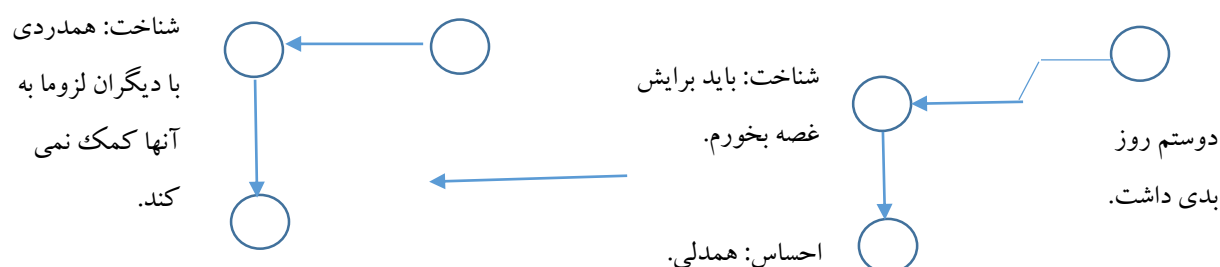 دوستم روز
بدی داشت.
شناخت: باید برایش
غصه بخورم.
احساس: همدلی.
شناخت: همدردی
با دیگران لزوما به
آنها کمک نمی
کند.